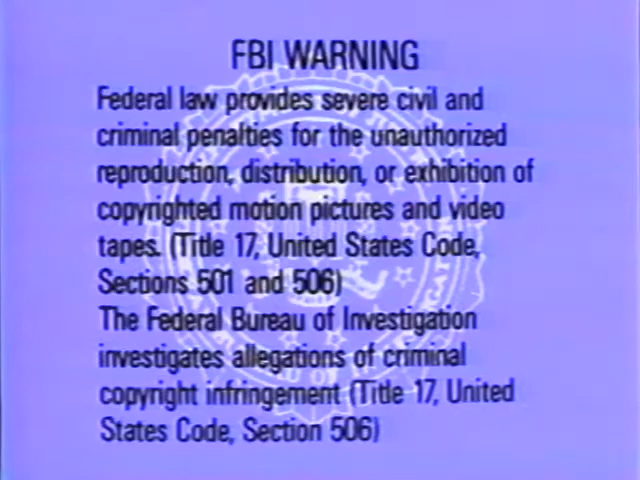 FBI WARNING
Federal law provides severe civil and
criminal penalties for the unauthorized
reproduction, distribution, or exhibition of
copyrighted motion pictures and video
tapes. (Title 17, United States Code,
Sections 501 and 506)
The Federal Bureau of Investigation
investigates allegations of criminal
copyright infringement (Title 17, United
States Code, Section 506)